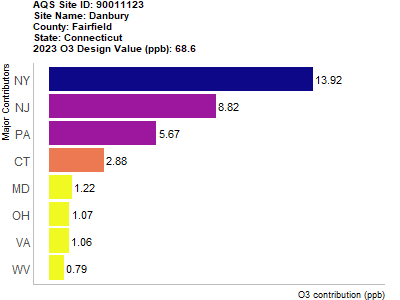 AQS Site ID: 90011123
Site Name: Danbury
County: Fairfield
State: Connecticut
2023 O3 Design Value (ppb): 68.6
Major Contributors
NY 13.92
NJ 8.82
PA 5.67
CT 2.88
MD 1.22
OH 1.07
VA 1.06
WV 0.79
O3 contribution (ppb)